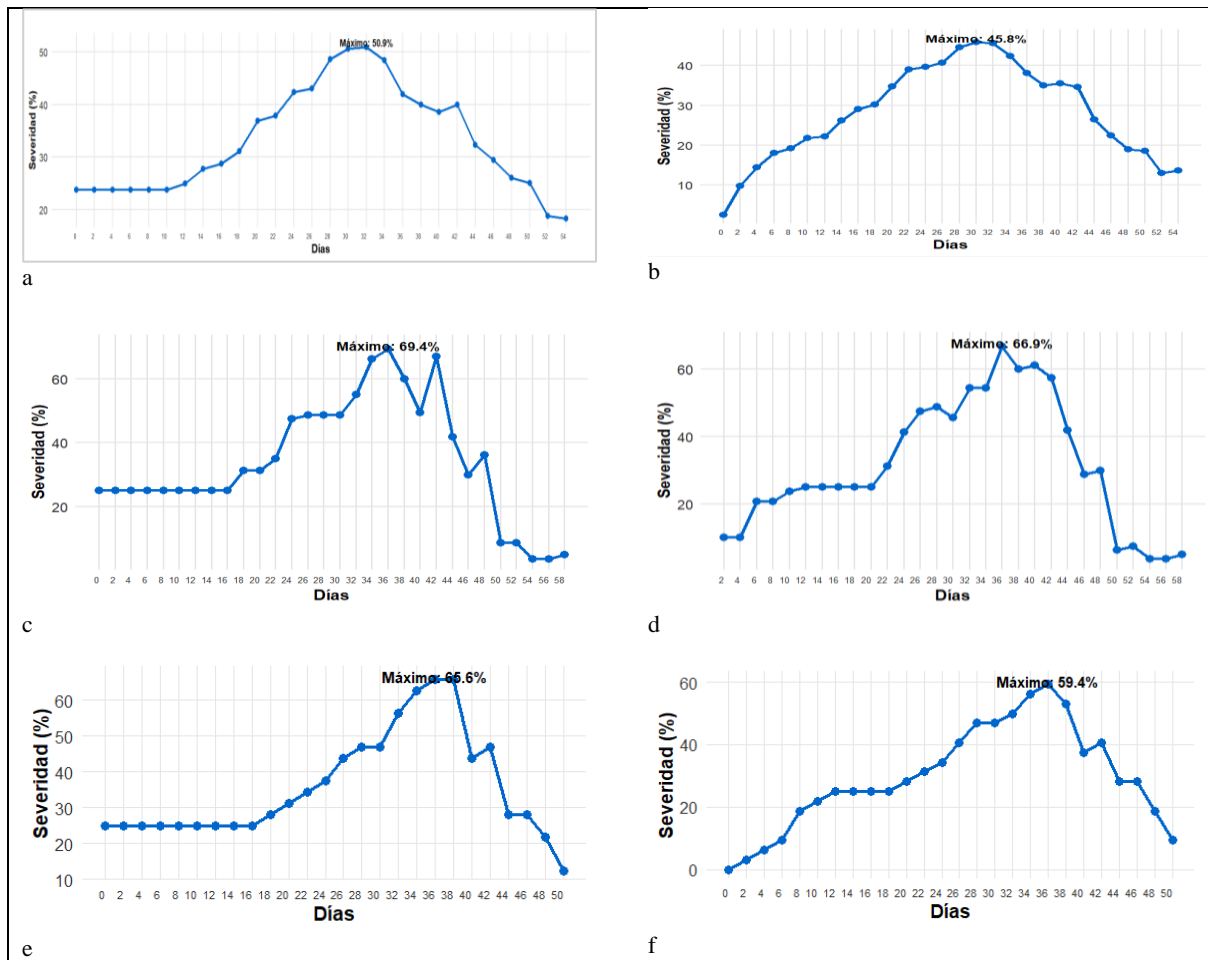 Máximo: 50.9%
Severidad (%)
50
40
30
20
0 2 4 6 8 10 12 14 16 18 20 22 24 26 28 30 32 34 36 38 40 42 44 46 48 50 52 54
Días
a
Máximo: 45.8%
Severidad (%)
40
30
20
10
0 2 4 6 8 10 12 14 16 18 20 22 24 26 28 30 32 34 36 38 40 42 44 46 48 50 52 54
Días
b
Máximo: 69.4%
Severidad (%)
60
40
20
0 2 4 6 8 10 12 14 16 18 20 22 24 26 28 30 32 34 36 38 40 42 44 46 48 50 52 54 56 58
Días
c
Máximo: 66.9%
Severidad (%)
60
40
20
2 4 6 8 10 12 14 16 18 20 22 24 26 28 30 32 34 36 38 40 42 44 46 48 50 52 54 56 58
Días
d
Máximo: 65.6%
Severidad (%)
60
50
40
30
20
10
0 2 4 6 8 10 12 14 16 18 20 22 24 26 28 30 32 34 36 38 40 42 44 46 48 50
Días
e
Máximo: 59.4%
Severidad (%)
60
40
20
0
0 2 4 6 8 10 12 14 16 18 20 22 24 26 28 30 32 34 36 38 40 42 44 46 48 50
Días
f